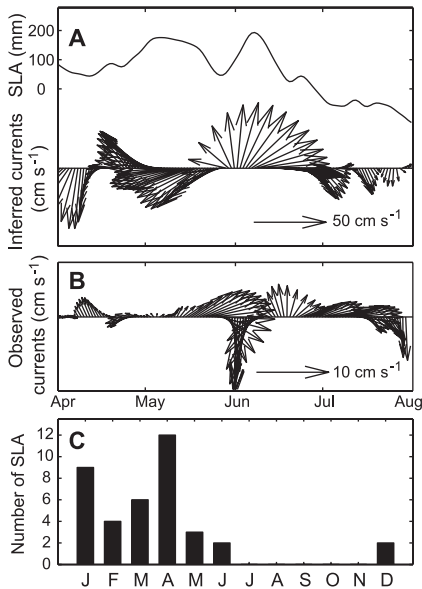 A
SLA (mm)
200
100
0
Inferred currents
(cm s⁻¹)
50 cm s⁻¹
B
Observed
currents (cm s⁻¹)
10 cm s⁻¹
Apr May Jun Jul Aug
C
Number of SLA
12
10
8
6
4
2
0
J F M A M J J A S O N D